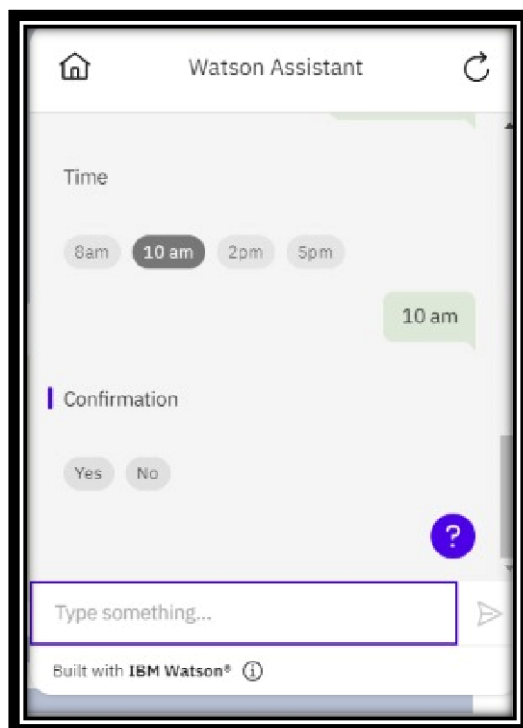 Watson Assistant
Time
8am 10 am 2pm 5pm
10 am
Confirmation
Yes No
?
Type something...
Built with IBM Watson®